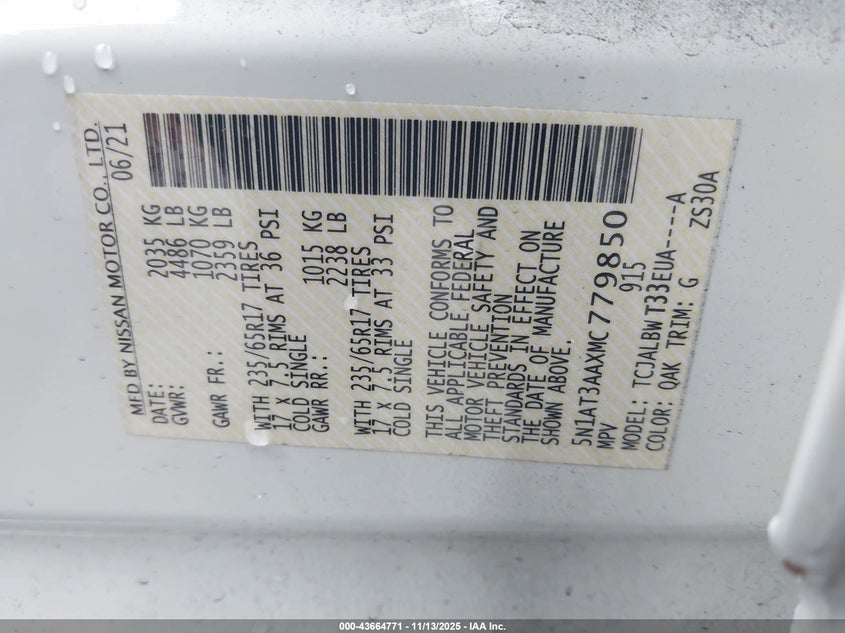 MFD BY NISSAN MOTOR CO., LTD.
DATE: 06/21
GVWR: 2035 KG
4486 LB
GAWR FR.: 1070 KG
2359 LB
WITH 235/65R17 TIRES
17 X 7.5 RIMS AT 36 PSI
COLD SINGLE
GAWR RR.: 1015 KG
2238 LB
WITH 235/65R17 TIRES
17 X 7.5 RIMS AT 33 PSI
COLD SINGLE
THIS VEHICLE CONFORMS TO
ALL APPLICABLE FEDERAL
MOTOR VEHICLE SAFETY AND
THEFT PREVENTION
STANDARDS IN EFFECT ON
THE DATE OF MANUFACTURE
SHOWN ABOVE.
5N1AT3AAXMC779850
MPV 915
MODEL: TCJALBW T33EUA----A
COLOR: QAK TRIM: G ZS30A
000-43664771 - 11/13/2025 - IAA Inc.